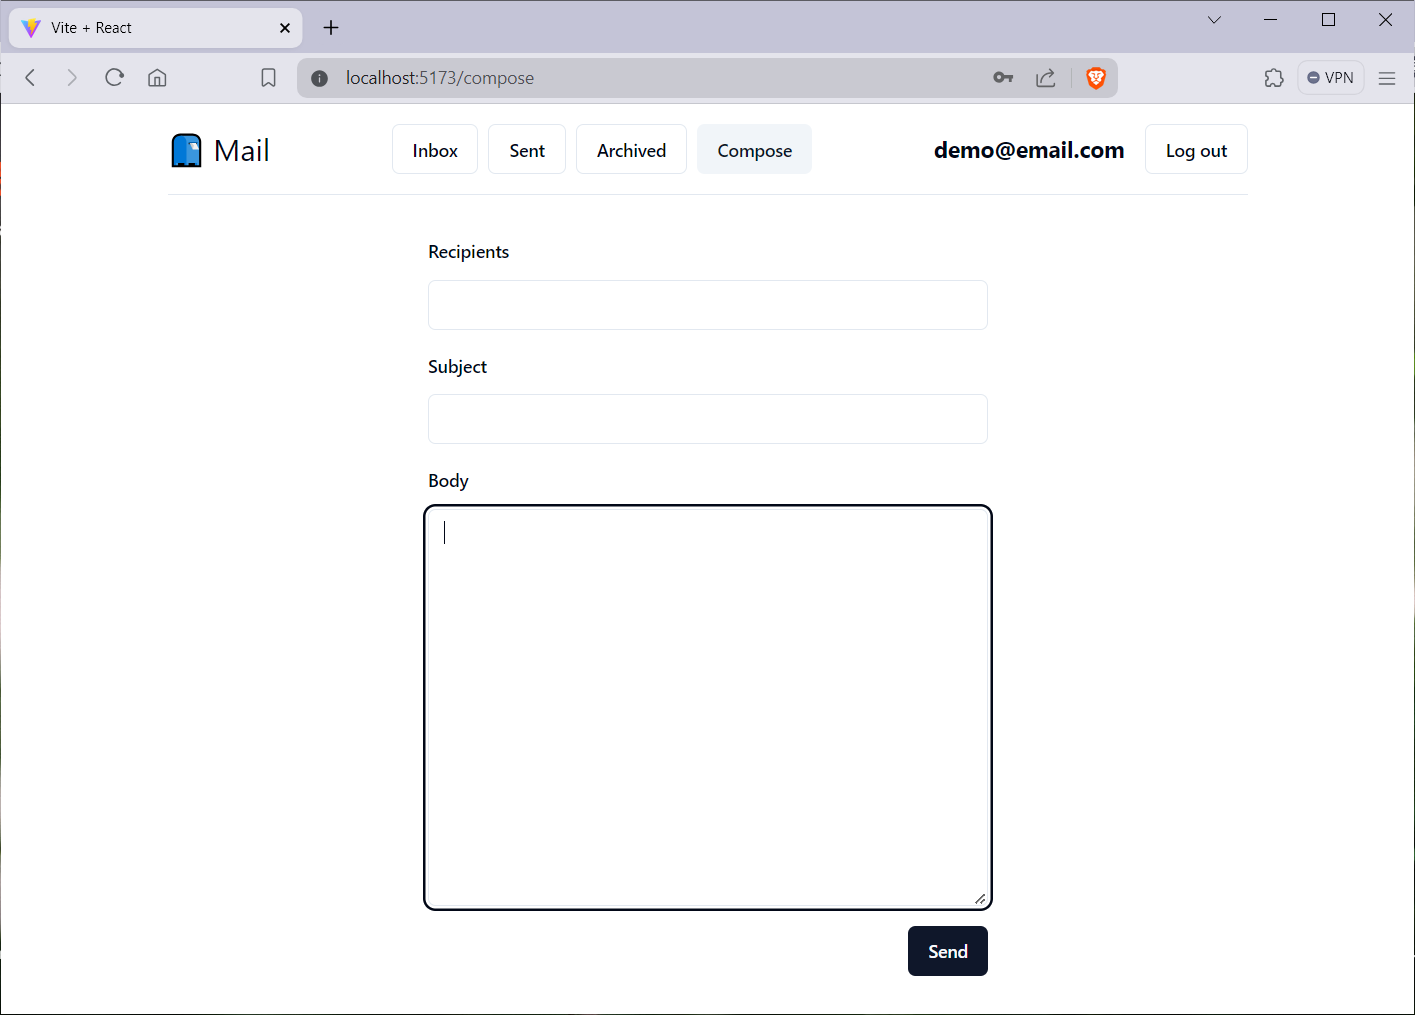 Vite + React
localhost:5173/compose
VPN
Mail
Inbox
Sent
Archived
Compose
demo@email.com
Log out
Recipients
Subject
Body
Send